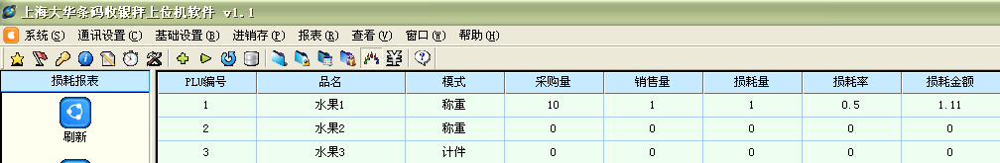 上海大华条码收银秤上位机软件 v1.1
系统(S) 通讯设置(C) 基础设置(B) 进销存(P) 报表(R) 查看(V) 窗口(W) 帮助(H)
损耗报表 PLU编号 品名 模式 采购量 销售量 损耗量 损耗率 损耗金额
1 水果1 称重 10 1 1 0.5 1.11
刷新
2 水果2 称重 0 0 0 0 0
3 水果3 计件 0 0 0 0 0